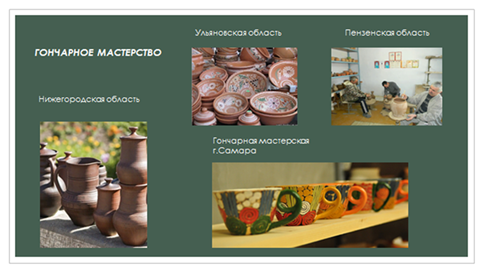 ГОНЧАРНОЕ МАСТЕРСТВО
Ульяновская область
Пензенская область
Нижегородская область
Гончарная мастерская
г.Самара